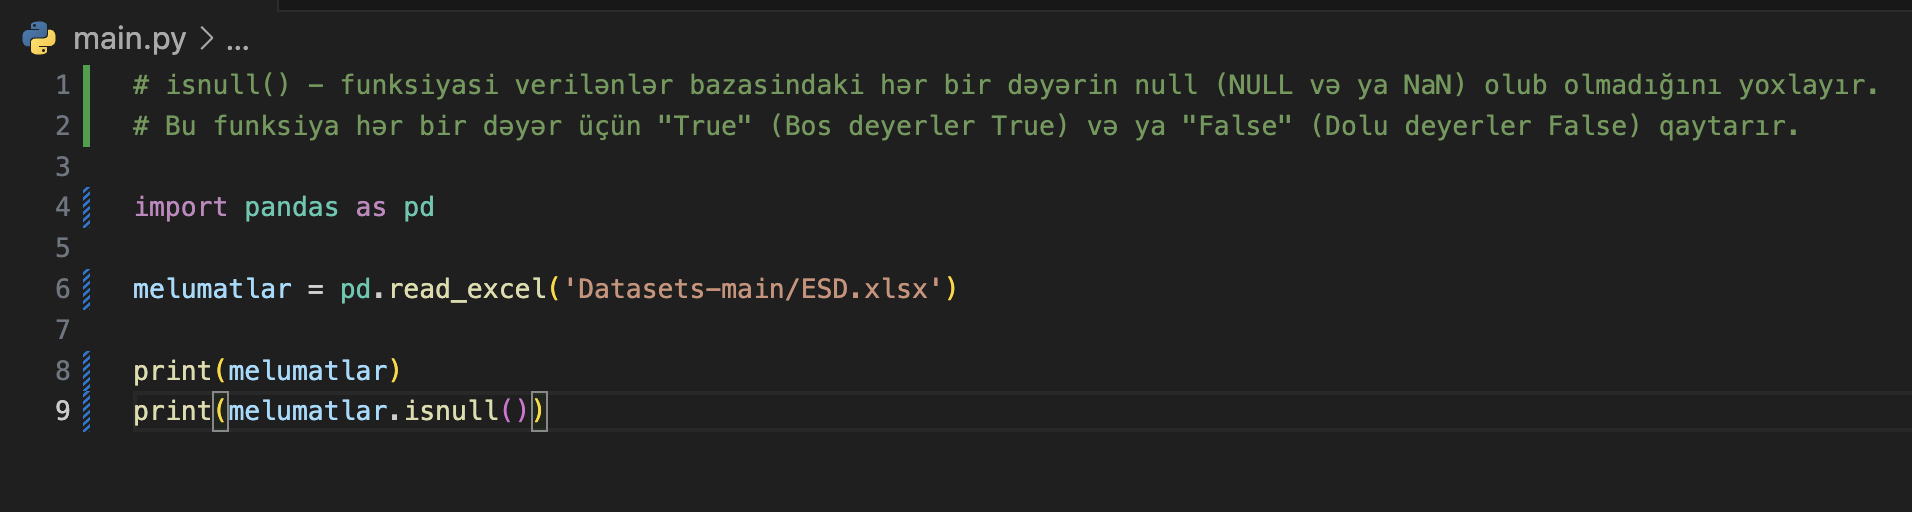 main.py > ...
1 # isnull() - funksiyasi verilənlər bazasindaki hər bir dəyərin null (NULL və ya NaN) olub olmadığını yoxlayır.
2 # Bu funksiya hər bir dəyər üçün "True" (Bos deyerler True) və ya "False" (Dolu deyerler False) qaytarır.
3
4 import pandas as pd
5
6 melumatlar = pd.read_excel('Datasets-main/ESD.xlsx')
7
8 print(melumatlar)
9 print(melumatlar.isnull())